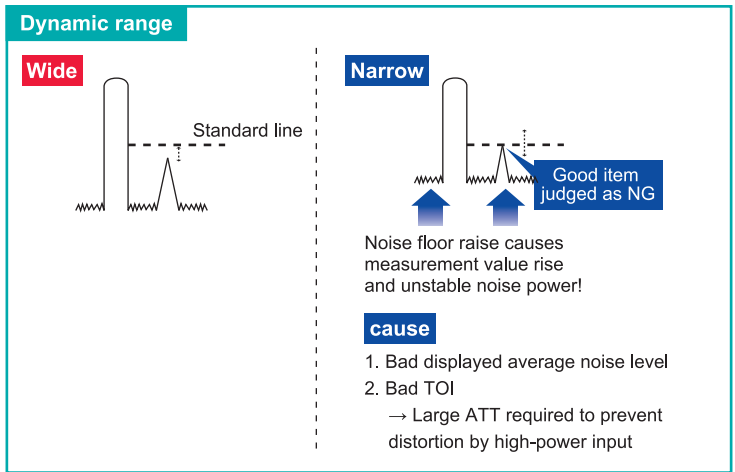 Dynamic range
Wide
Standard line
Narrow
Good item
judged as NG
Noise floor raise causes
measurement value rise
and unstable noise power!
cause
1. Bad displayed average noise level
2. Bad TOI
→ Large ATT required to prevent
distortion by high-power input